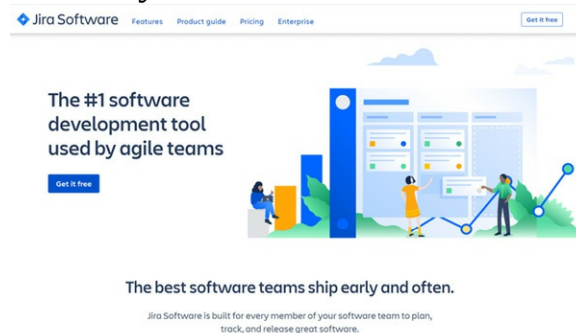 Jira Software Features Product guide Pricing Enterprise Get it free
The #1 software
development tool
used by agile teams
Get it free
The best software teams ship early and often.
Jira Software is built for every member of your software team to plan,
track, and release great software.